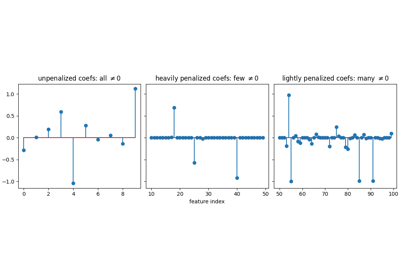 unpenalized coefs: all ≠0
heavily penalized coefs: few ≠0
lightly penalized coefs: many ≠0
1.0
0.5
0.0
−0.5
−1.0
0 2 4 6 8
10 20 30 40 50
50 60 70 80 90 100
feature index